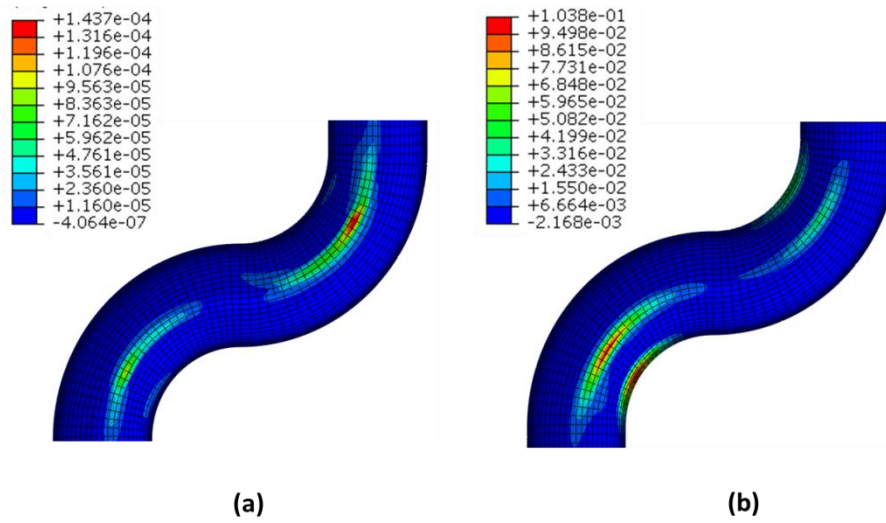 +1.437e-04
+1.316e-04
+1.196e-04
+1.076e-04
+9.563e-05
+8.363e-05
+7.162e-05
+5.962e-05
+4.761e-05
+3.561e-05
+2.360e-05
+1.160e-05
-4.064e-07
+1.038e-01
+9.498e-02
+8.615e-02
+7.731e-02
+6.848e-02
+5.965e-02
+5.082e-02
+4.199e-02
+3.316e-02
+2.433e-02
+1.550e-02
+6.664e-03
-2.168e-03
(a)
(b)